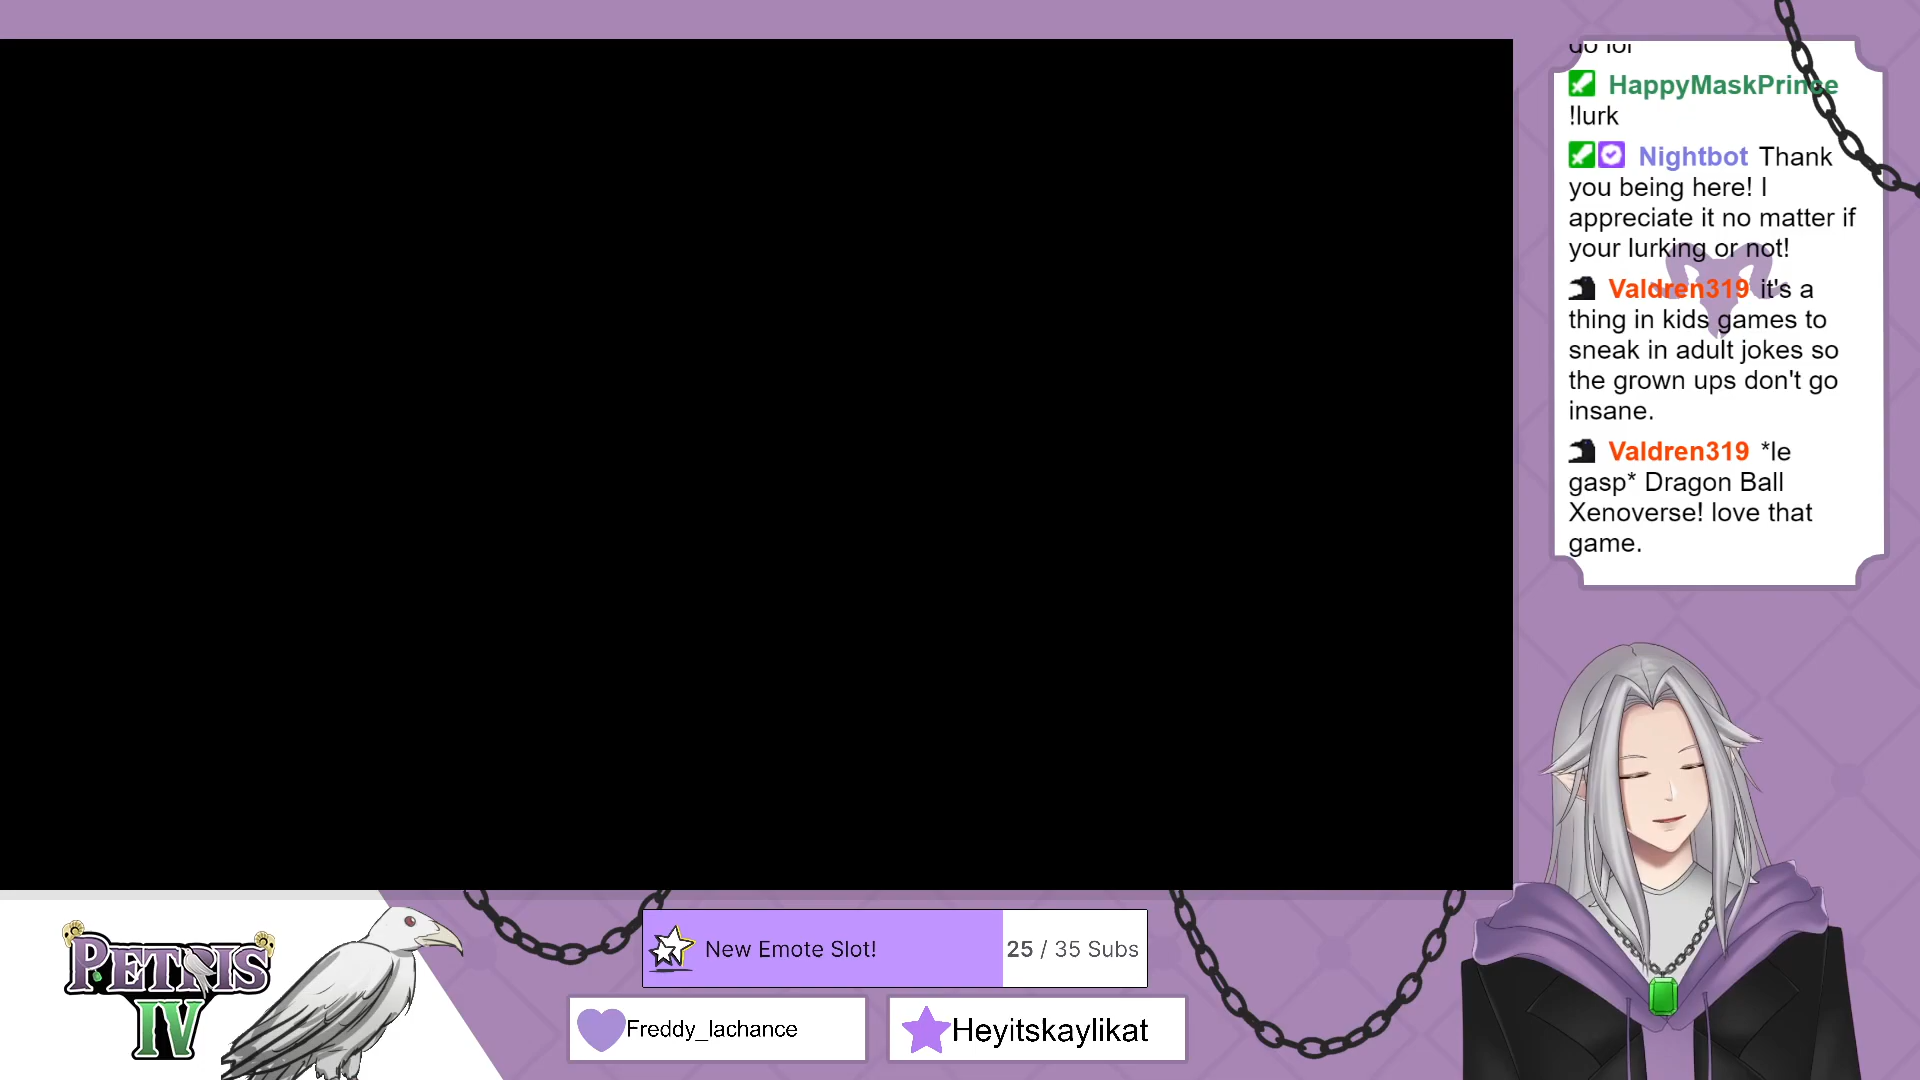 do lol
HappyMaskPrince
!lurk
Nightbot Thank
you being here! I
appreciate it no matter if
your lurking or not!
Valdren319 it's a
thing in kids games to
sneak in adult jokes so
the grown ups don't go
insane.
Valdren319 *le
gasp* Dragon Ball
Xenoverse! love that
game.
PETRIS
IV
New Emote Slot!
25 / 35 Subs
Freddy_lachance
Heyitskaylikat